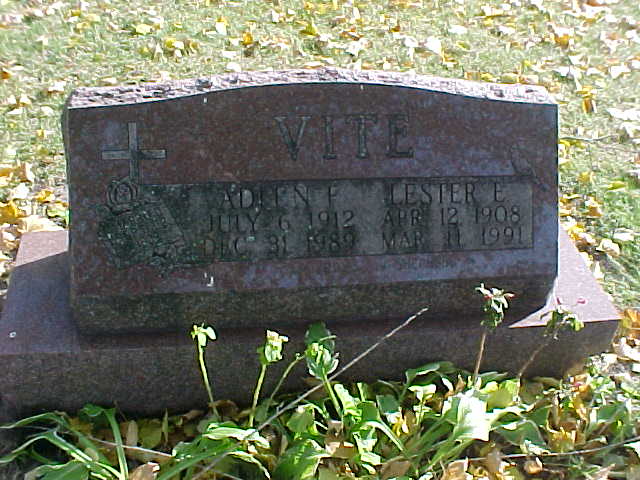 VITE
ADLEN F. LESTER E.
JULY 6 1912 APR. 12, 1908
DEC. 31, 1989 MAR. 11, 1991